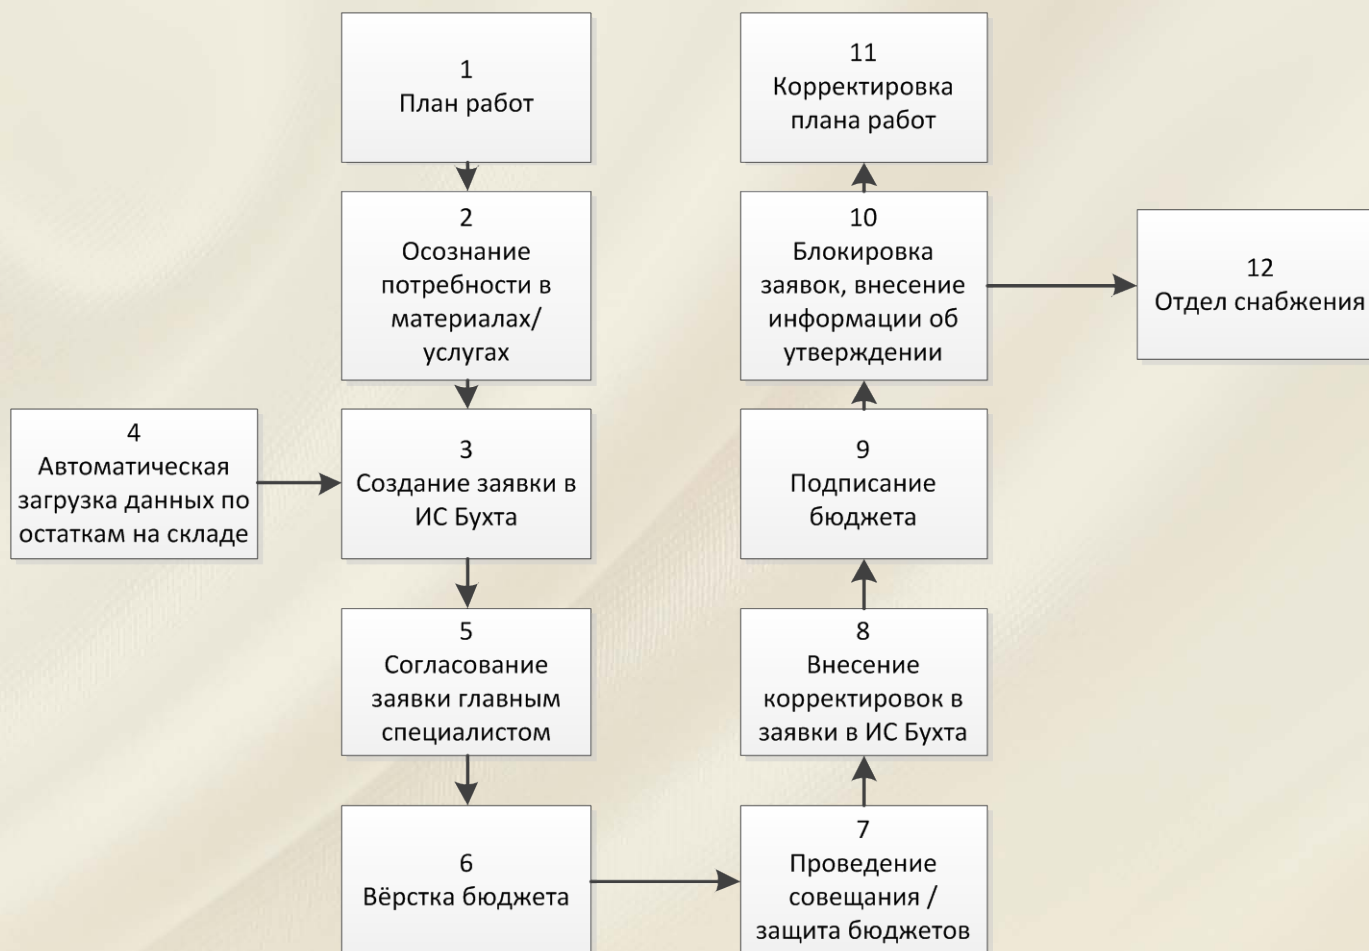 1
План работ
2
Осознание
потребности в
материалах/
услугах
3
Создание заявки в
ИС Бухта
4
Автоматическая
загрузка данных по
остаткам на складе
5
Согласование
заявки главным
специалистом
6
Вёрстка бюджета
7
Проведение
совещания /
защита бюджетов
8
Внесение
корректировок в
заявки в ИС Бухта
9
Подписание
бюджета
10
Блокировка
заявок, внесение
информации об
утверждении
11
Корректировка
плана работ
12
Отдел снабжения